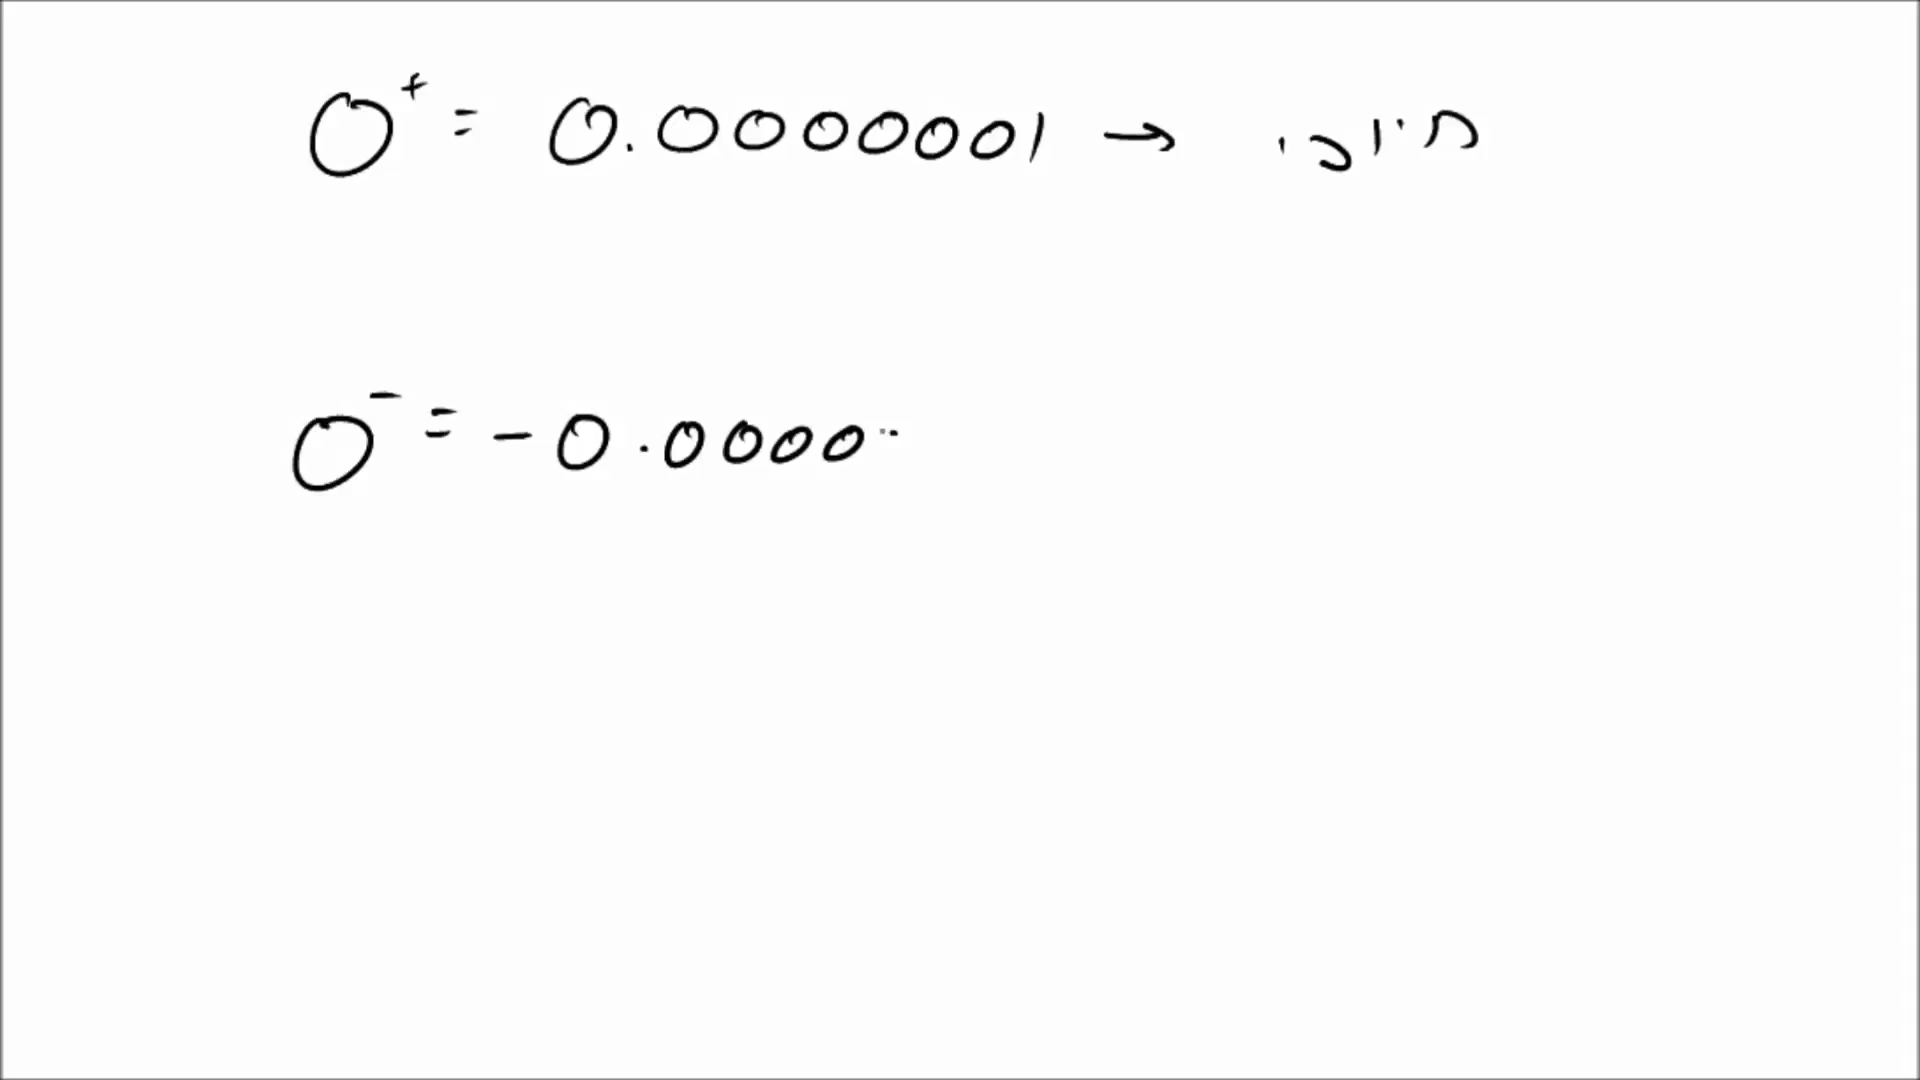 0⁺ = 0.0000001 → חיובי
0⁻ = -0.0000